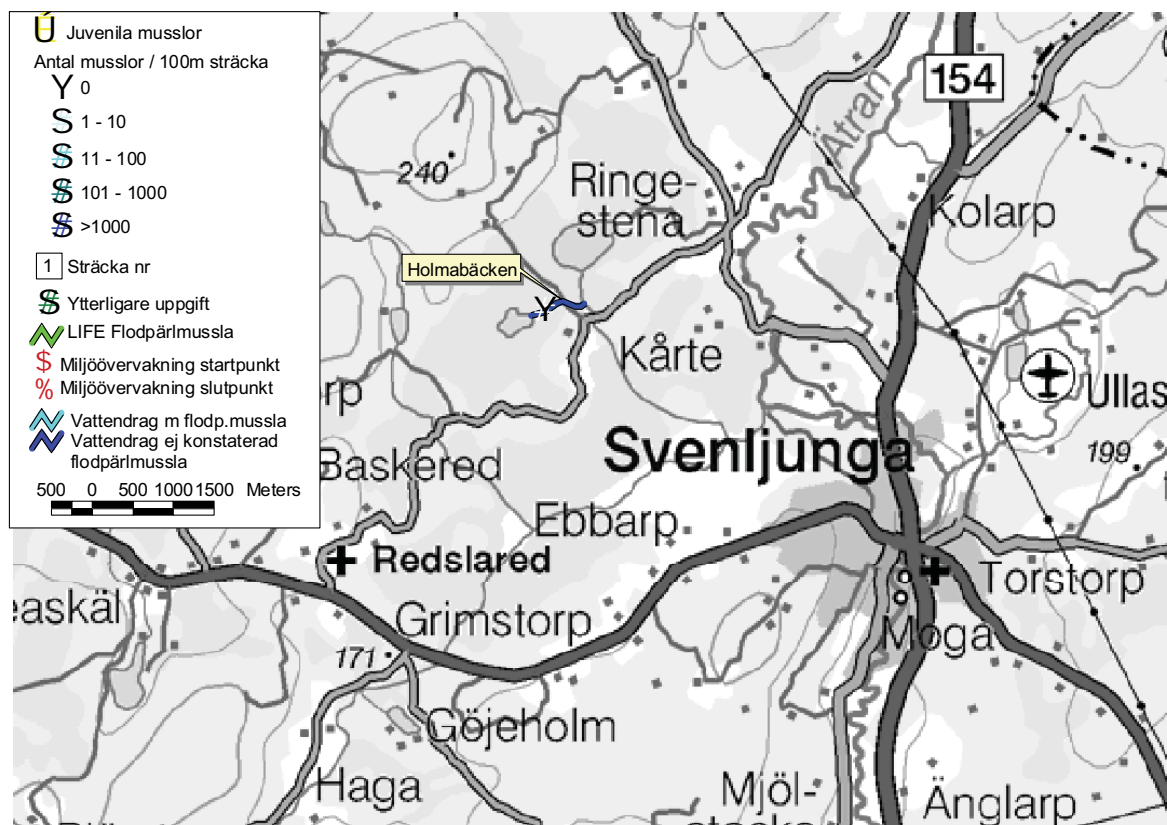 Ú Juvenila musslor
Antal musslor / 100m sträcka
Y 0
S 1 - 10
S 11 - 100
S 101 - 1000
S >1000
1 Sträcka nr
S Ytterligare uppgift
LIFE Flodpärlmussla
$ Miljöövervakning startpunkt
% Miljöövervakning slutpunkt
Vattendrag m flodp.mussla
Vattendrag ej konstaterad
flodpärlmussla
500 0 500 1000 1500 Meters
154
Ätran
240
Ringe-
stena
Kolarp
Holmabäcken
Y
Kårte
rp
Ullas
Svenljunga
199
Baskered
Ebbarp
Redslared
Torstorp
easkäl
Grimstorp
Moga
171
Göjeholm
Haga
Mjöl-
Änglarp